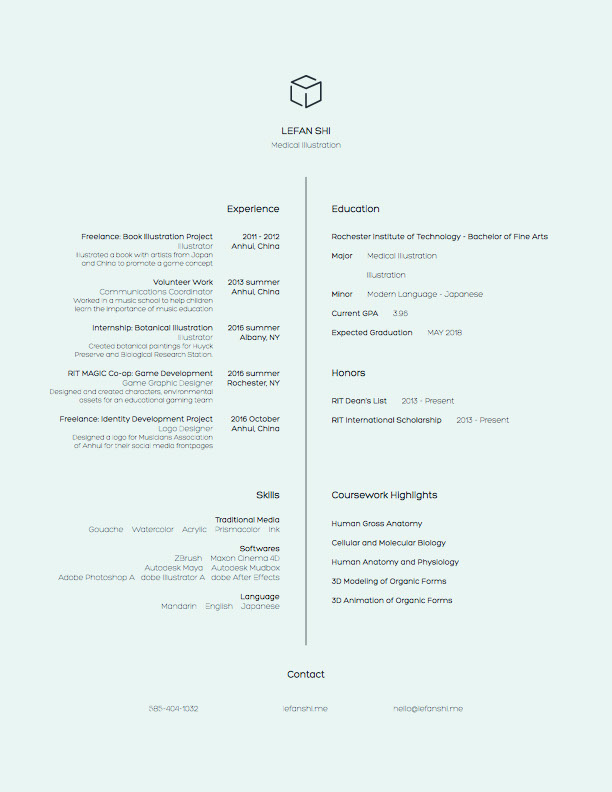 LEFAN SHI
Medical Illustration
Experience
Freelance: Book Illustration Project 2011 - 2012
Illustrator Anhui, China
Illustrated a book with artists from Japan
and China to promote a game concept
Volunteer Work 2013 summer
Communications Coordinator Anhui, China
Worked in a music school to help children
learn the importance of music education
Internship: Botanical Illustration 2016 summer
Illustrator Albany, NY
Created botanical paintings for Huyck
Preserve and Biological Research Station.
RIT MAGIC Co-op: Game Development 2016 summer
Game Graphic Designer Rochester, NY
Designed and created characters, environmental
assets for an educational gaming team
Freelance: Identity Development Project 2016 October
Logo Designer Anhui, China
Designed a logo for Musicians Association
of Anhui for their social media frontpages
Skills
Traditional Media
Gouache Watercolor Acrylic Prismacolor Ink
Softwares
ZBrush Maxon Cinema 4D
Autodesk Maya Autodesk Mudbox
Adobe Photoshop A dobe Illustrator A dobe After Effects
Language
Mandarin English Japanese
Education
Rochester Institute of Technology - Bachelor of Fine Arts
Major Medical Illustration
Illustration
Minor Modern Language - Japanese
Current GPA 3.96
Expected Graduation MAY 2018
Honors
RIT Dean's List 2013 - Present
RIT International Scholarship 2013 - Present
Coursework Highlights
Human Gross Anatomy
Cellular and Molecular Biology
Human Anatomy and Physiology
3D Modeling of Organic Forms
3D Animation of Organic Forms
Contact
585-404-1032 lefanshi.me hello@lefanshi.me